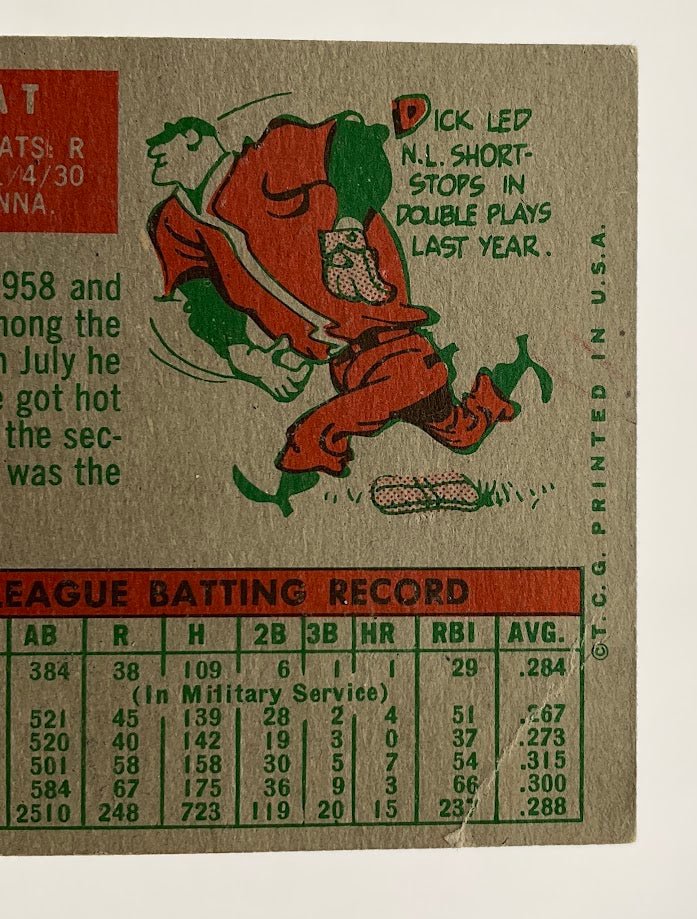 AT
ATS: R
/4/30
NNA.
DICK LED
N.L. SHORT-
STOPS IN
DOUBLE PLAYS
LAST YEAR.
958 and
mong the
n July he
e got hot
the sec-
was the
LEAGUE BATTING RECORD
AB R H 2B 3B HR RBI AVG.
384 38 109 6 1 1 29 .284
(In Military Service)
521 45 139 28 2 4 51 .267
520 40 142 19 3 0 37 .273
501 58 158 30 5 7 54 .315
584 67 175 36 9 3 66 .300
2510 248 723 119 20 15 237 .288
©T.C.G. PRINTED IN U.S.A.